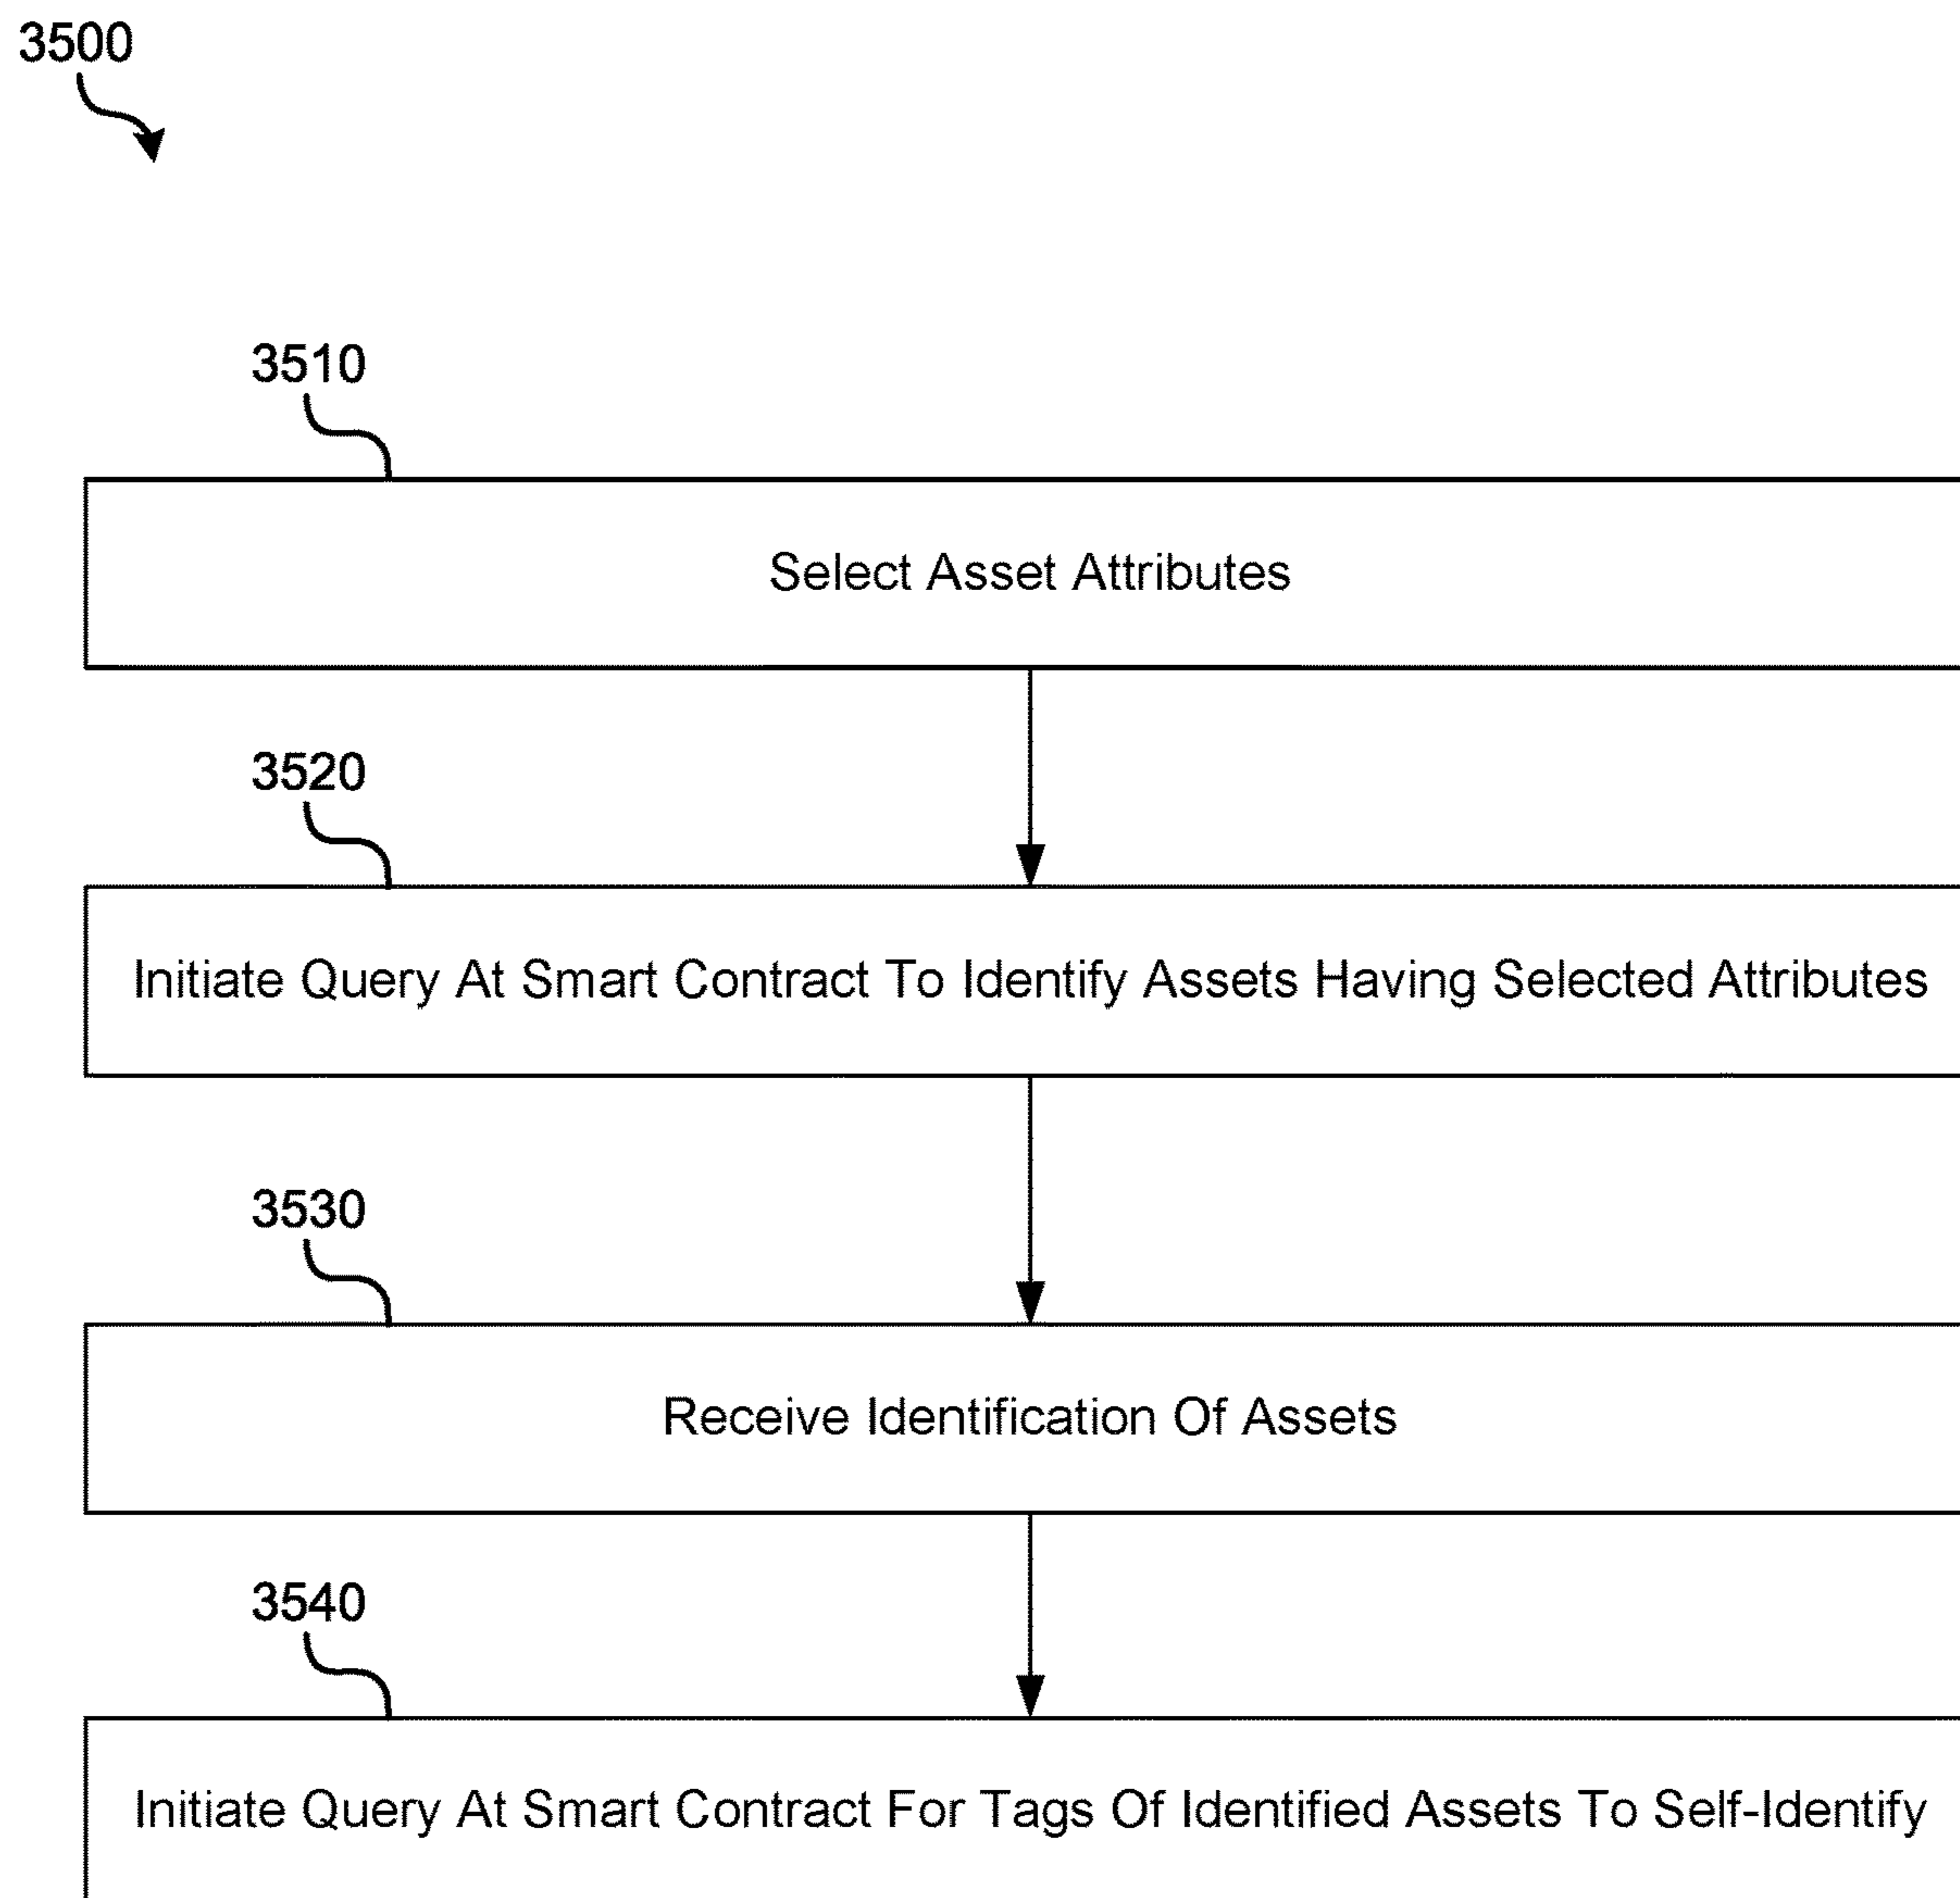 3500
3510
Select Asset Attributes
3520
Initiate Query At Smart Contract To Identify Assets Having Selected Attributes
3530
Receive Identification Of Assets
3540
Initiate Query At Smart Contract For Tags Of Identified Assets To Self-Identify